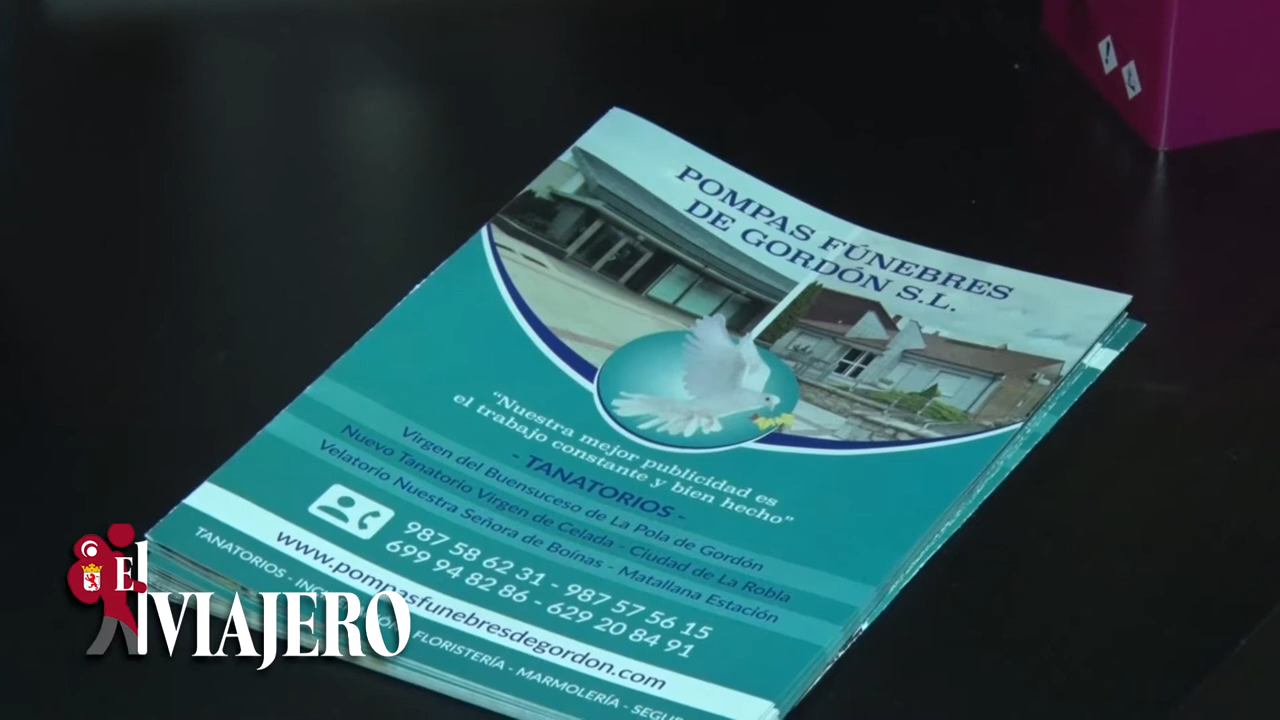 POMPAS FÚNEBRES
DE GORDÓN S.L.
“Nuestra mejor publicidad es
el trabajo constante y bien hecho”
- TANATORIOS -
Virgen del Buensuceso de La Pola de Gordón
Nuevo Tanatorio Virgen de Celada - Ciudad de La Robla
Velatorio Nuestra Señora de Boínas - Matallana Estación
987 58 62 31 - 987 57 56 15
699 94 82 86 - 629 20 84 91
www.pompasfunebresdegordon.com
TANATORIOS - FLORISTERÍA - MARMOLERÍA -
EL
VIAJERO